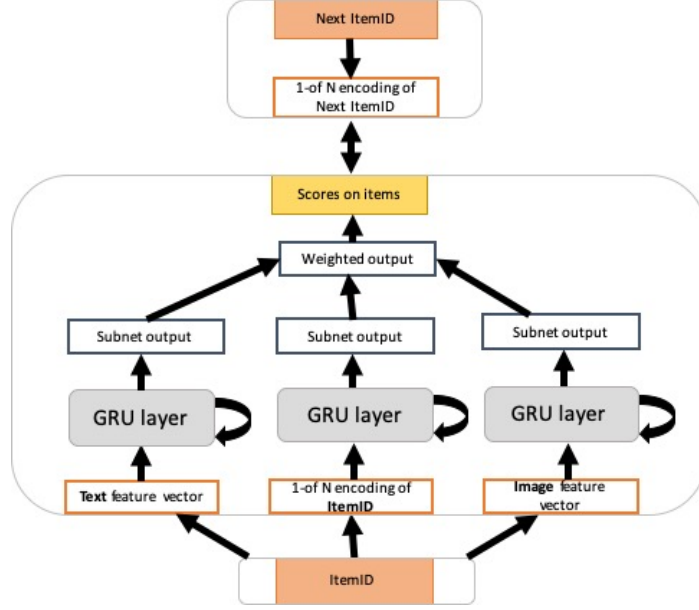 Next ItemID
1-of N encoding of
Next ItemID
Scores on items
Weighted output
Subnet output
Subnet output
Subnet output
GRU layer
GRU layer
GRU layer
Text feature vector
1-of N encoding of
ItemID
Image feature
vector
ItemID